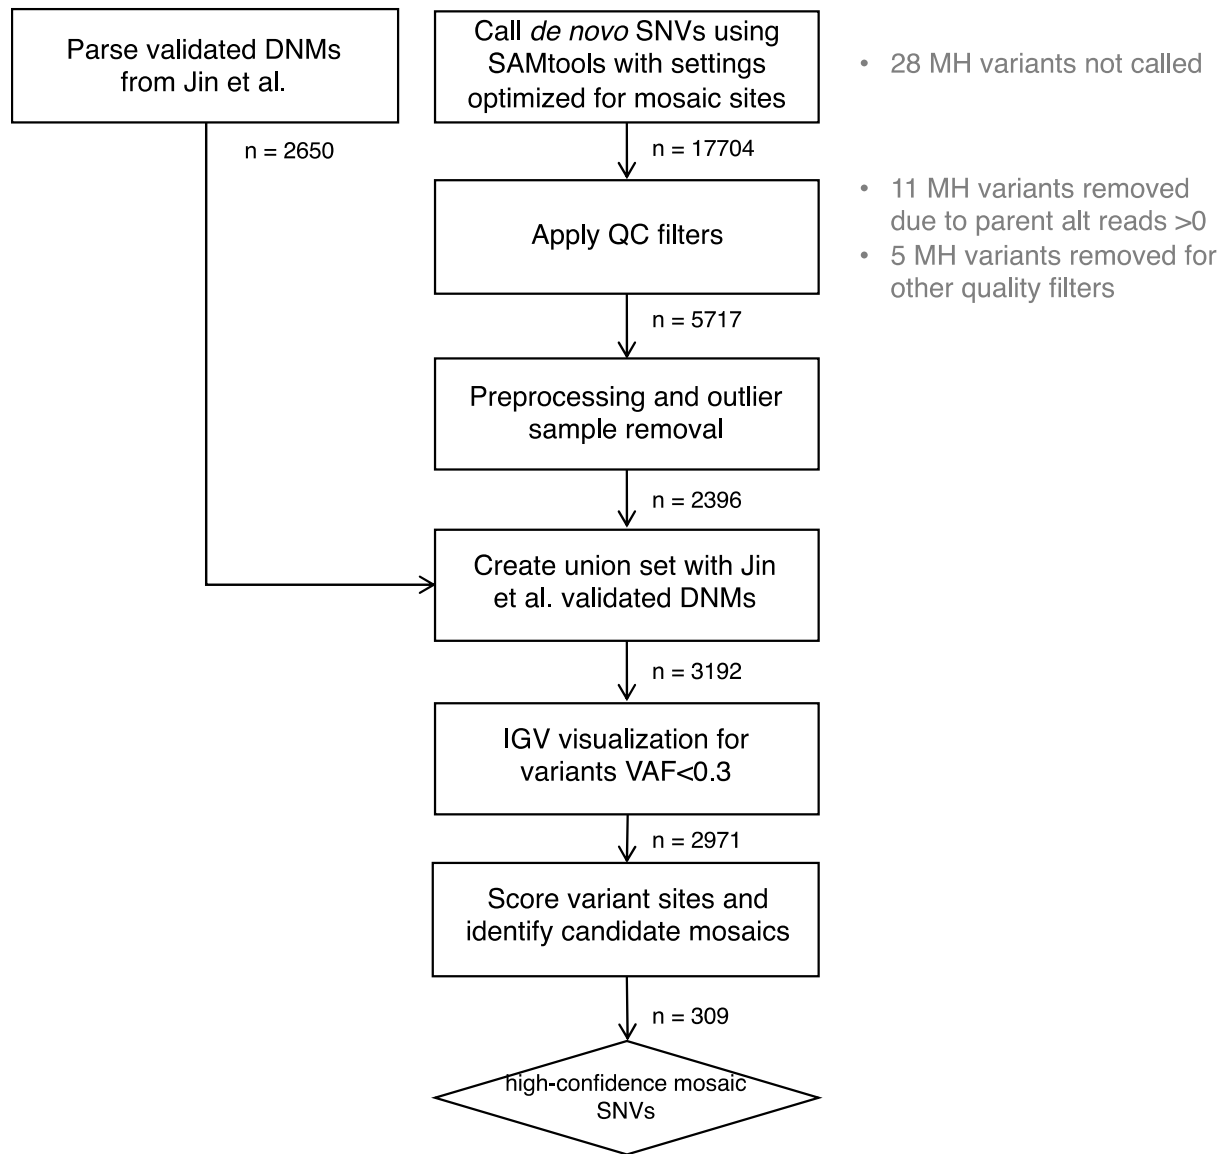 Parse validated DNMs
from Jin et al.
n = 2650
Call de novo SNVs using
SAMtools with settings
optimized for mosaic sites
• 28 MH variants not called
n = 17704
Apply QC filters
• 11 MH variants removed
due to parent alt reads >0
• 5 MH variants removed for
other quality filters
n = 5717
Preprocessing and outlier
sample removal
n = 2396
Create union set with Jin
et al. validated DNMs
n = 3192
IGV visualization for
variants VAF<0.3
n = 2971
Score variant sites and
identify candidate mosaics
n = 309
high-confidence mosaic
SNVs